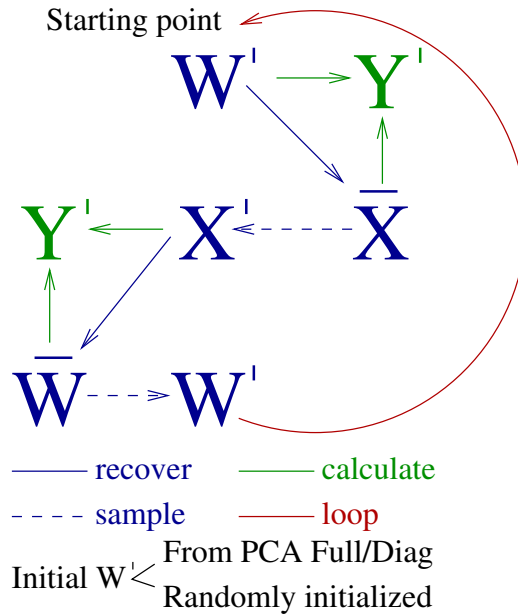 Starting point
W' Y'
Y' X' X̄
W̄ W'
recover calculate
sample loop
Initial W' < From PCA Full/Diag
Randomly initialized